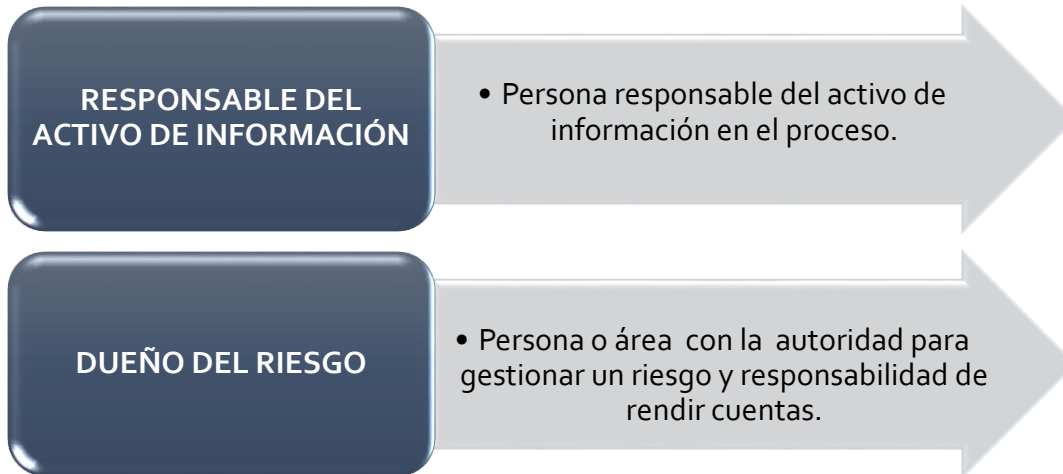 RESPONSABLE DEL
ACTIVO DE INFORMACIÓN
• Persona responsable del activo de
información en el proceso.
DUEÑO DEL RIESGO
• Persona o área con la autoridad para
gestionar un riesgo y responsabilidad de
rendir cuentas.